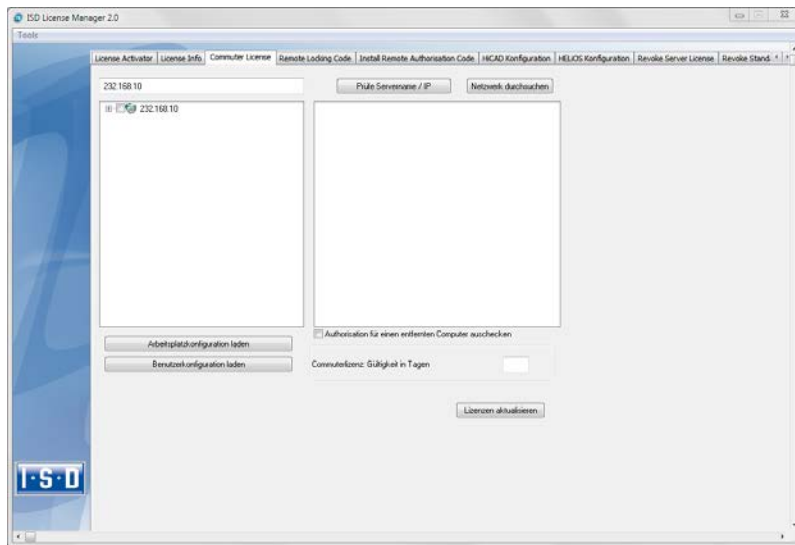 ISD License Manager 2.0
Tools
License Activator License Info Commuter License Remote Locking Code Install Remote Authorisation Code HiCAD Konfiguration HELiOS Konfiguration Revoke Server License Revoke Stand
232.168.10 Prüfe Servername / IP Netzwerk durchsuchen
232.168.10
Authorisation für einen entfernten Computer auschecken
Arbeitsplatzkonfiguration laden
Benutzerkonfiguration laden Commuterlizenz: Gültigkeit in Tagen
Lizenzen aktualisieren
I·S·D